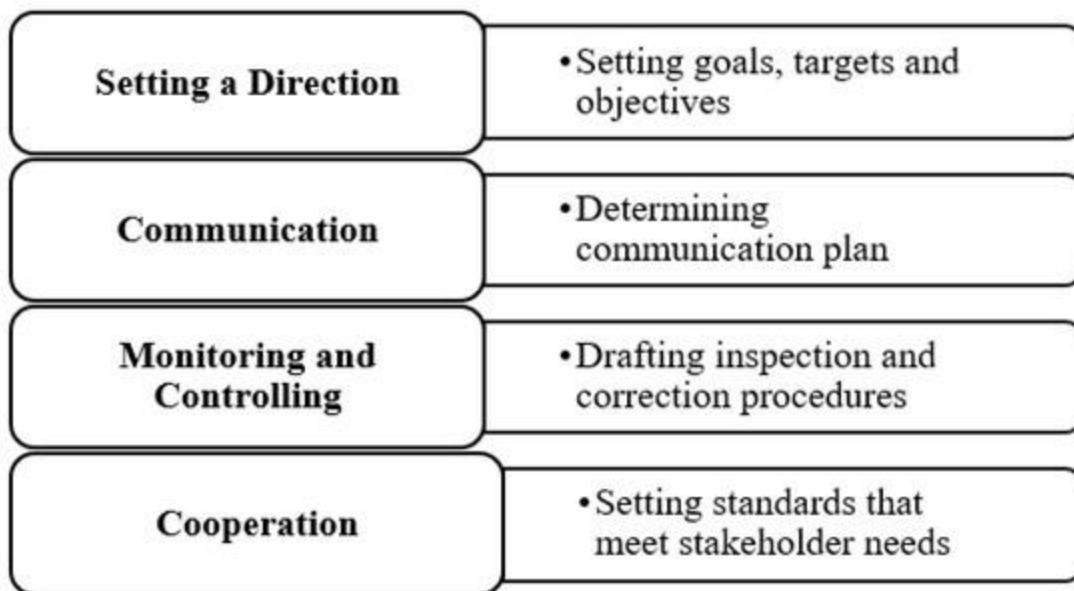 Setting a Direction
•Setting goals, targets and
objectives
Communication
•Determining
communication plan
Monitoring and
Controlling
•Drafting inspection and
correction procedures
Cooperation
•Setting standards that
meet stakeholder needs